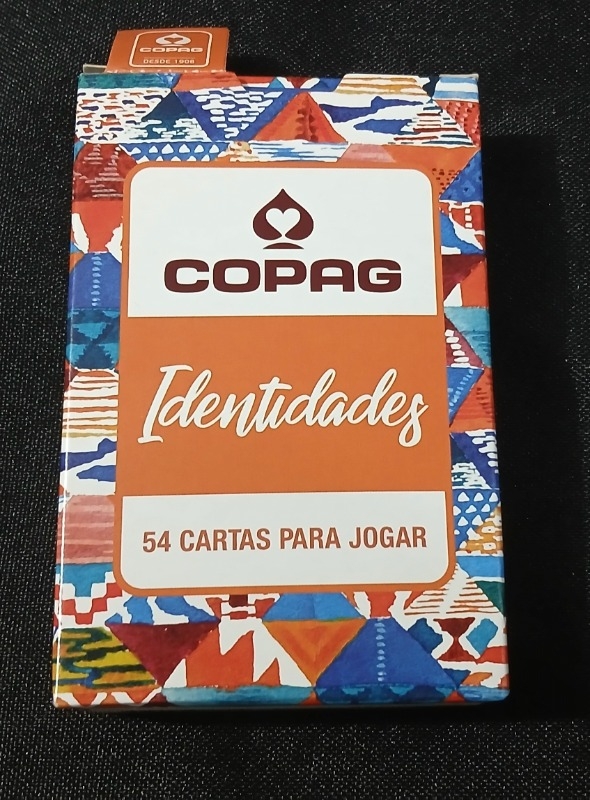 COPAG
DESDE 1908
COPAG
Identidades
54 CARTAS PARA JOGAR